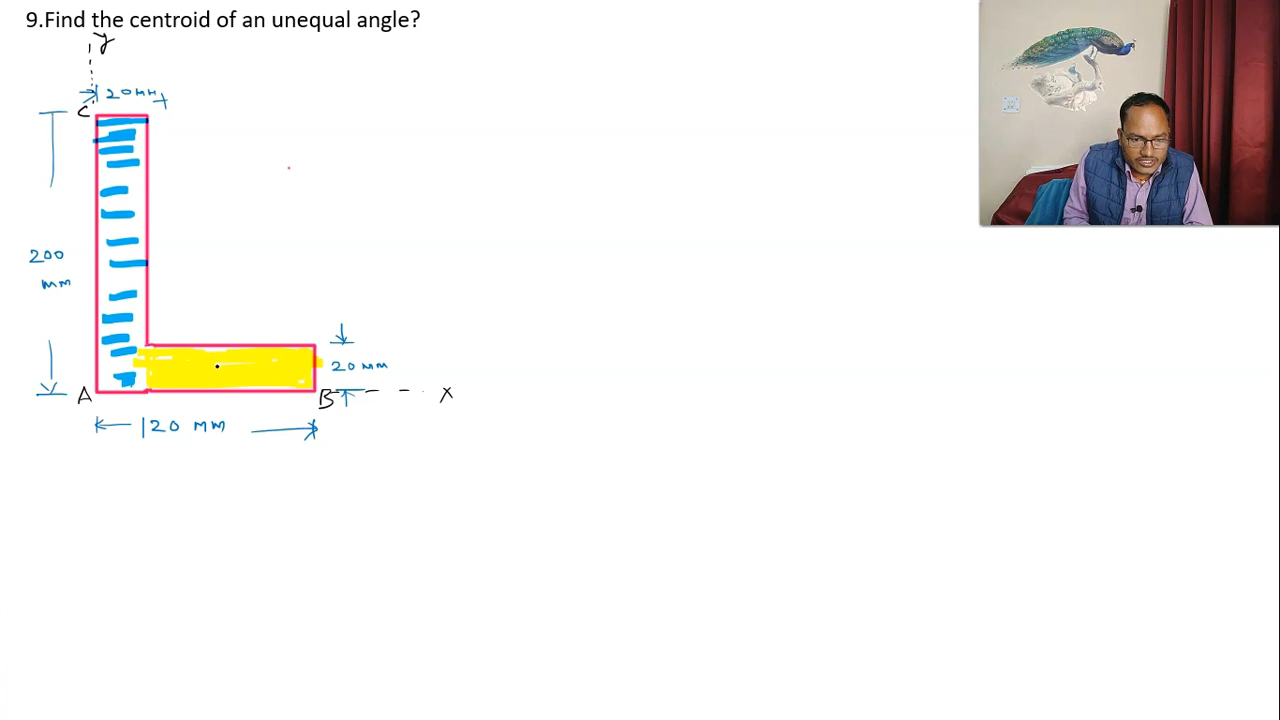 9.Find the centroid of an unequal angle?
y
20mm
C
200
mm
20 mm
A
B
X
120 mm